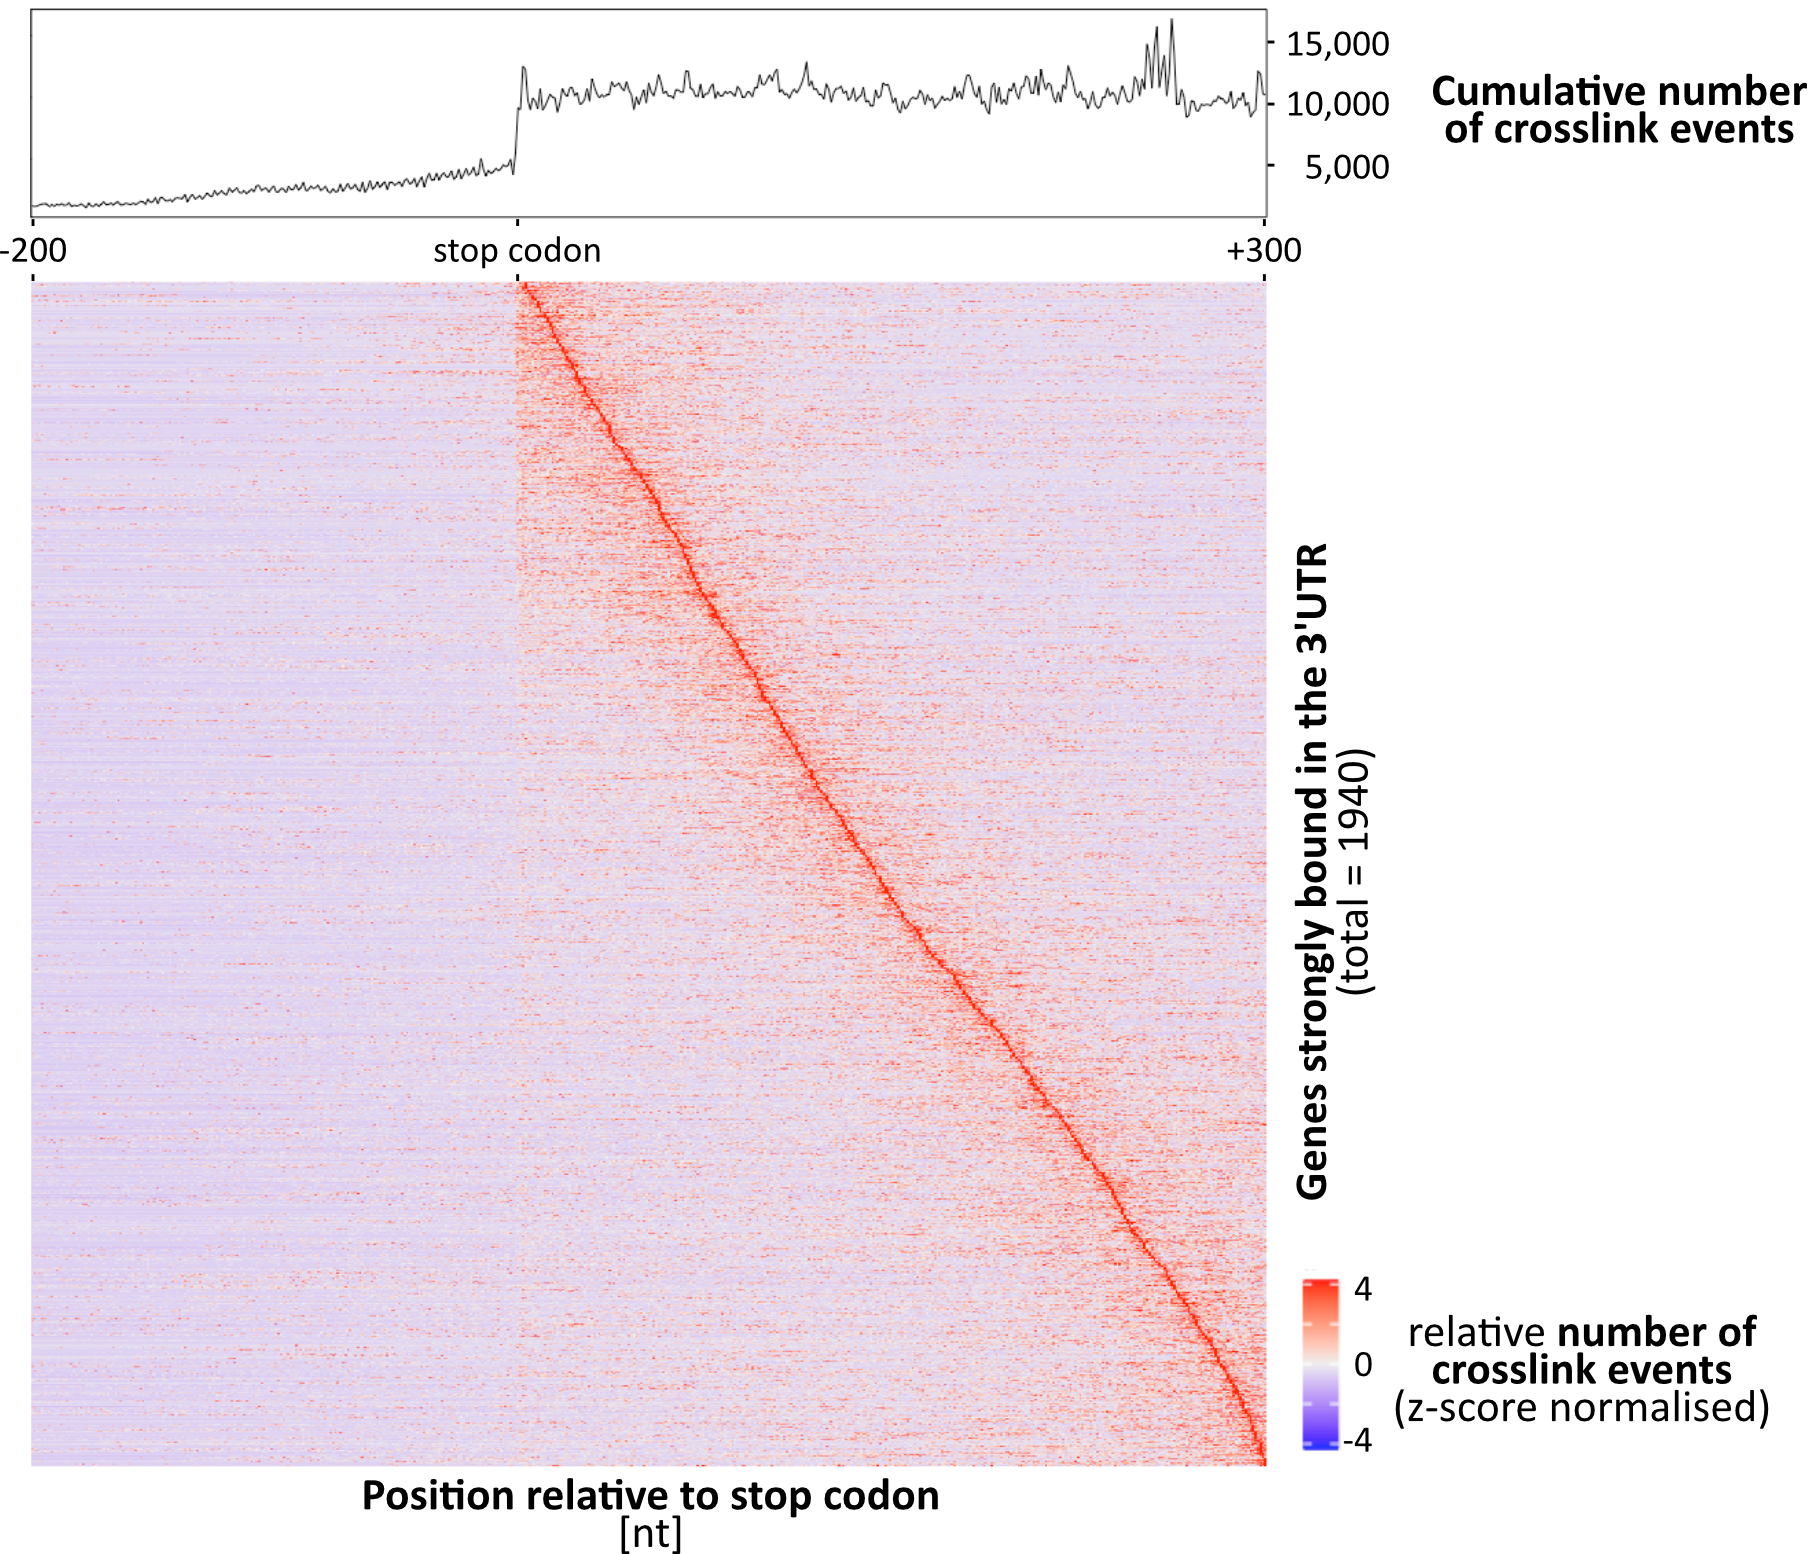 15,000
10,000
5,000
Cumulative number
of crosslink events
-200
stop codon
+300
Genes strongly bound in the 3'UTR
(total = 1940)
4
0
-4
relative number of
crosslink events
(z-score normalised)
Position relative to stop codon
[nt]